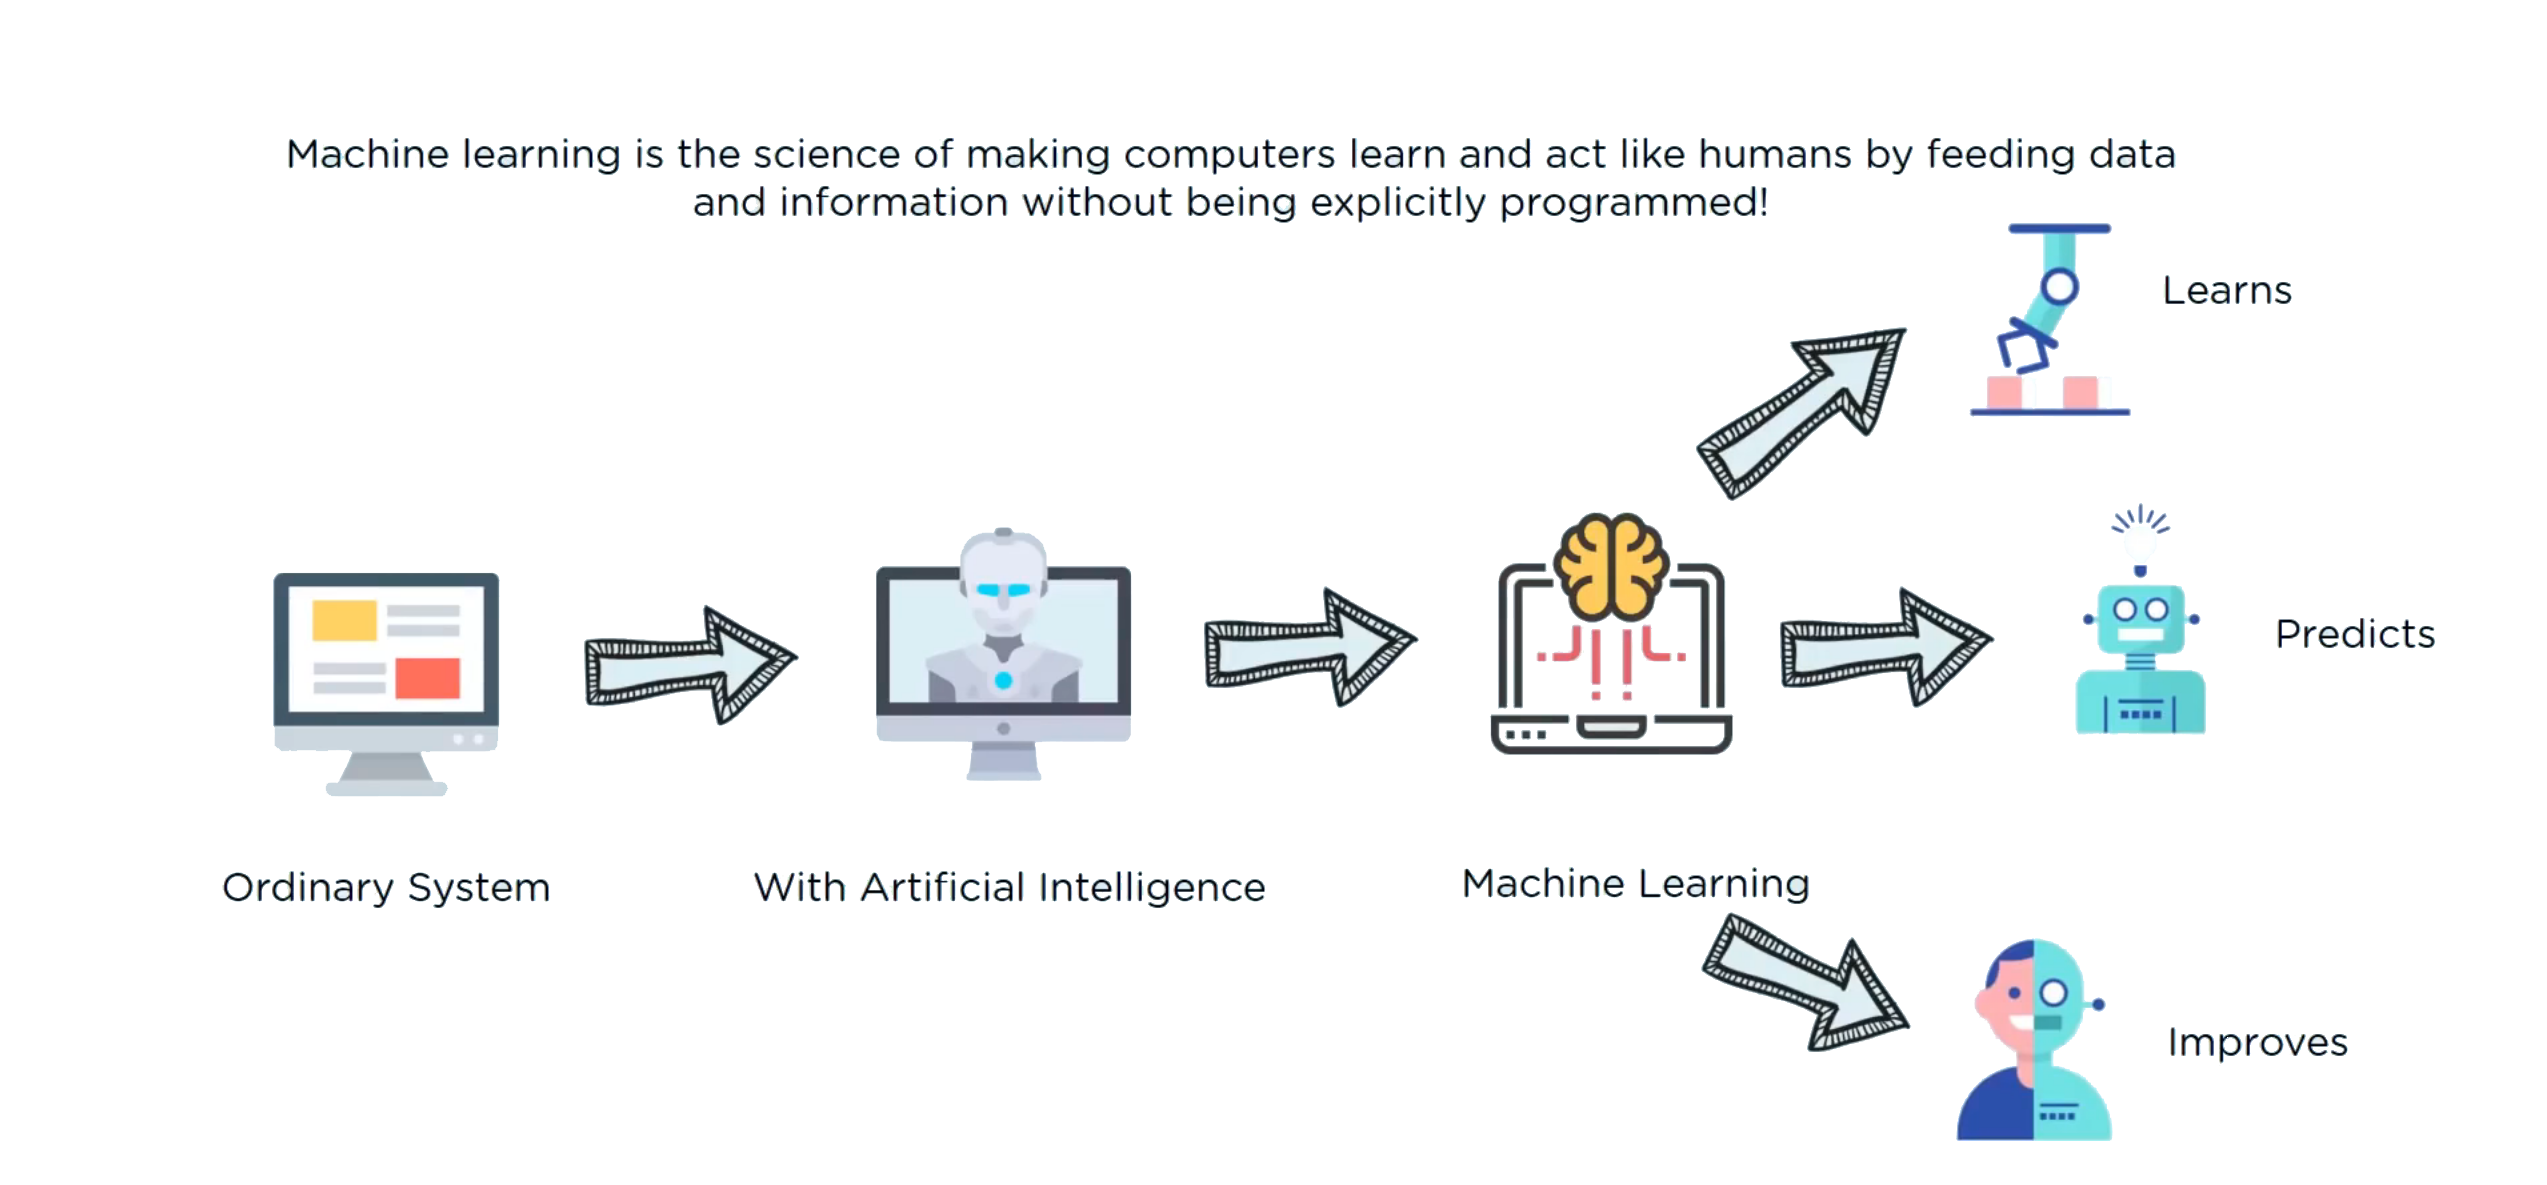 Machine learning is the science of making computers learn and act like humans by feeding data
and information without being explicitly programmed!
Learns
Predicts
Ordinary System
With Artificial Intelligence
Machine Learning
Improves